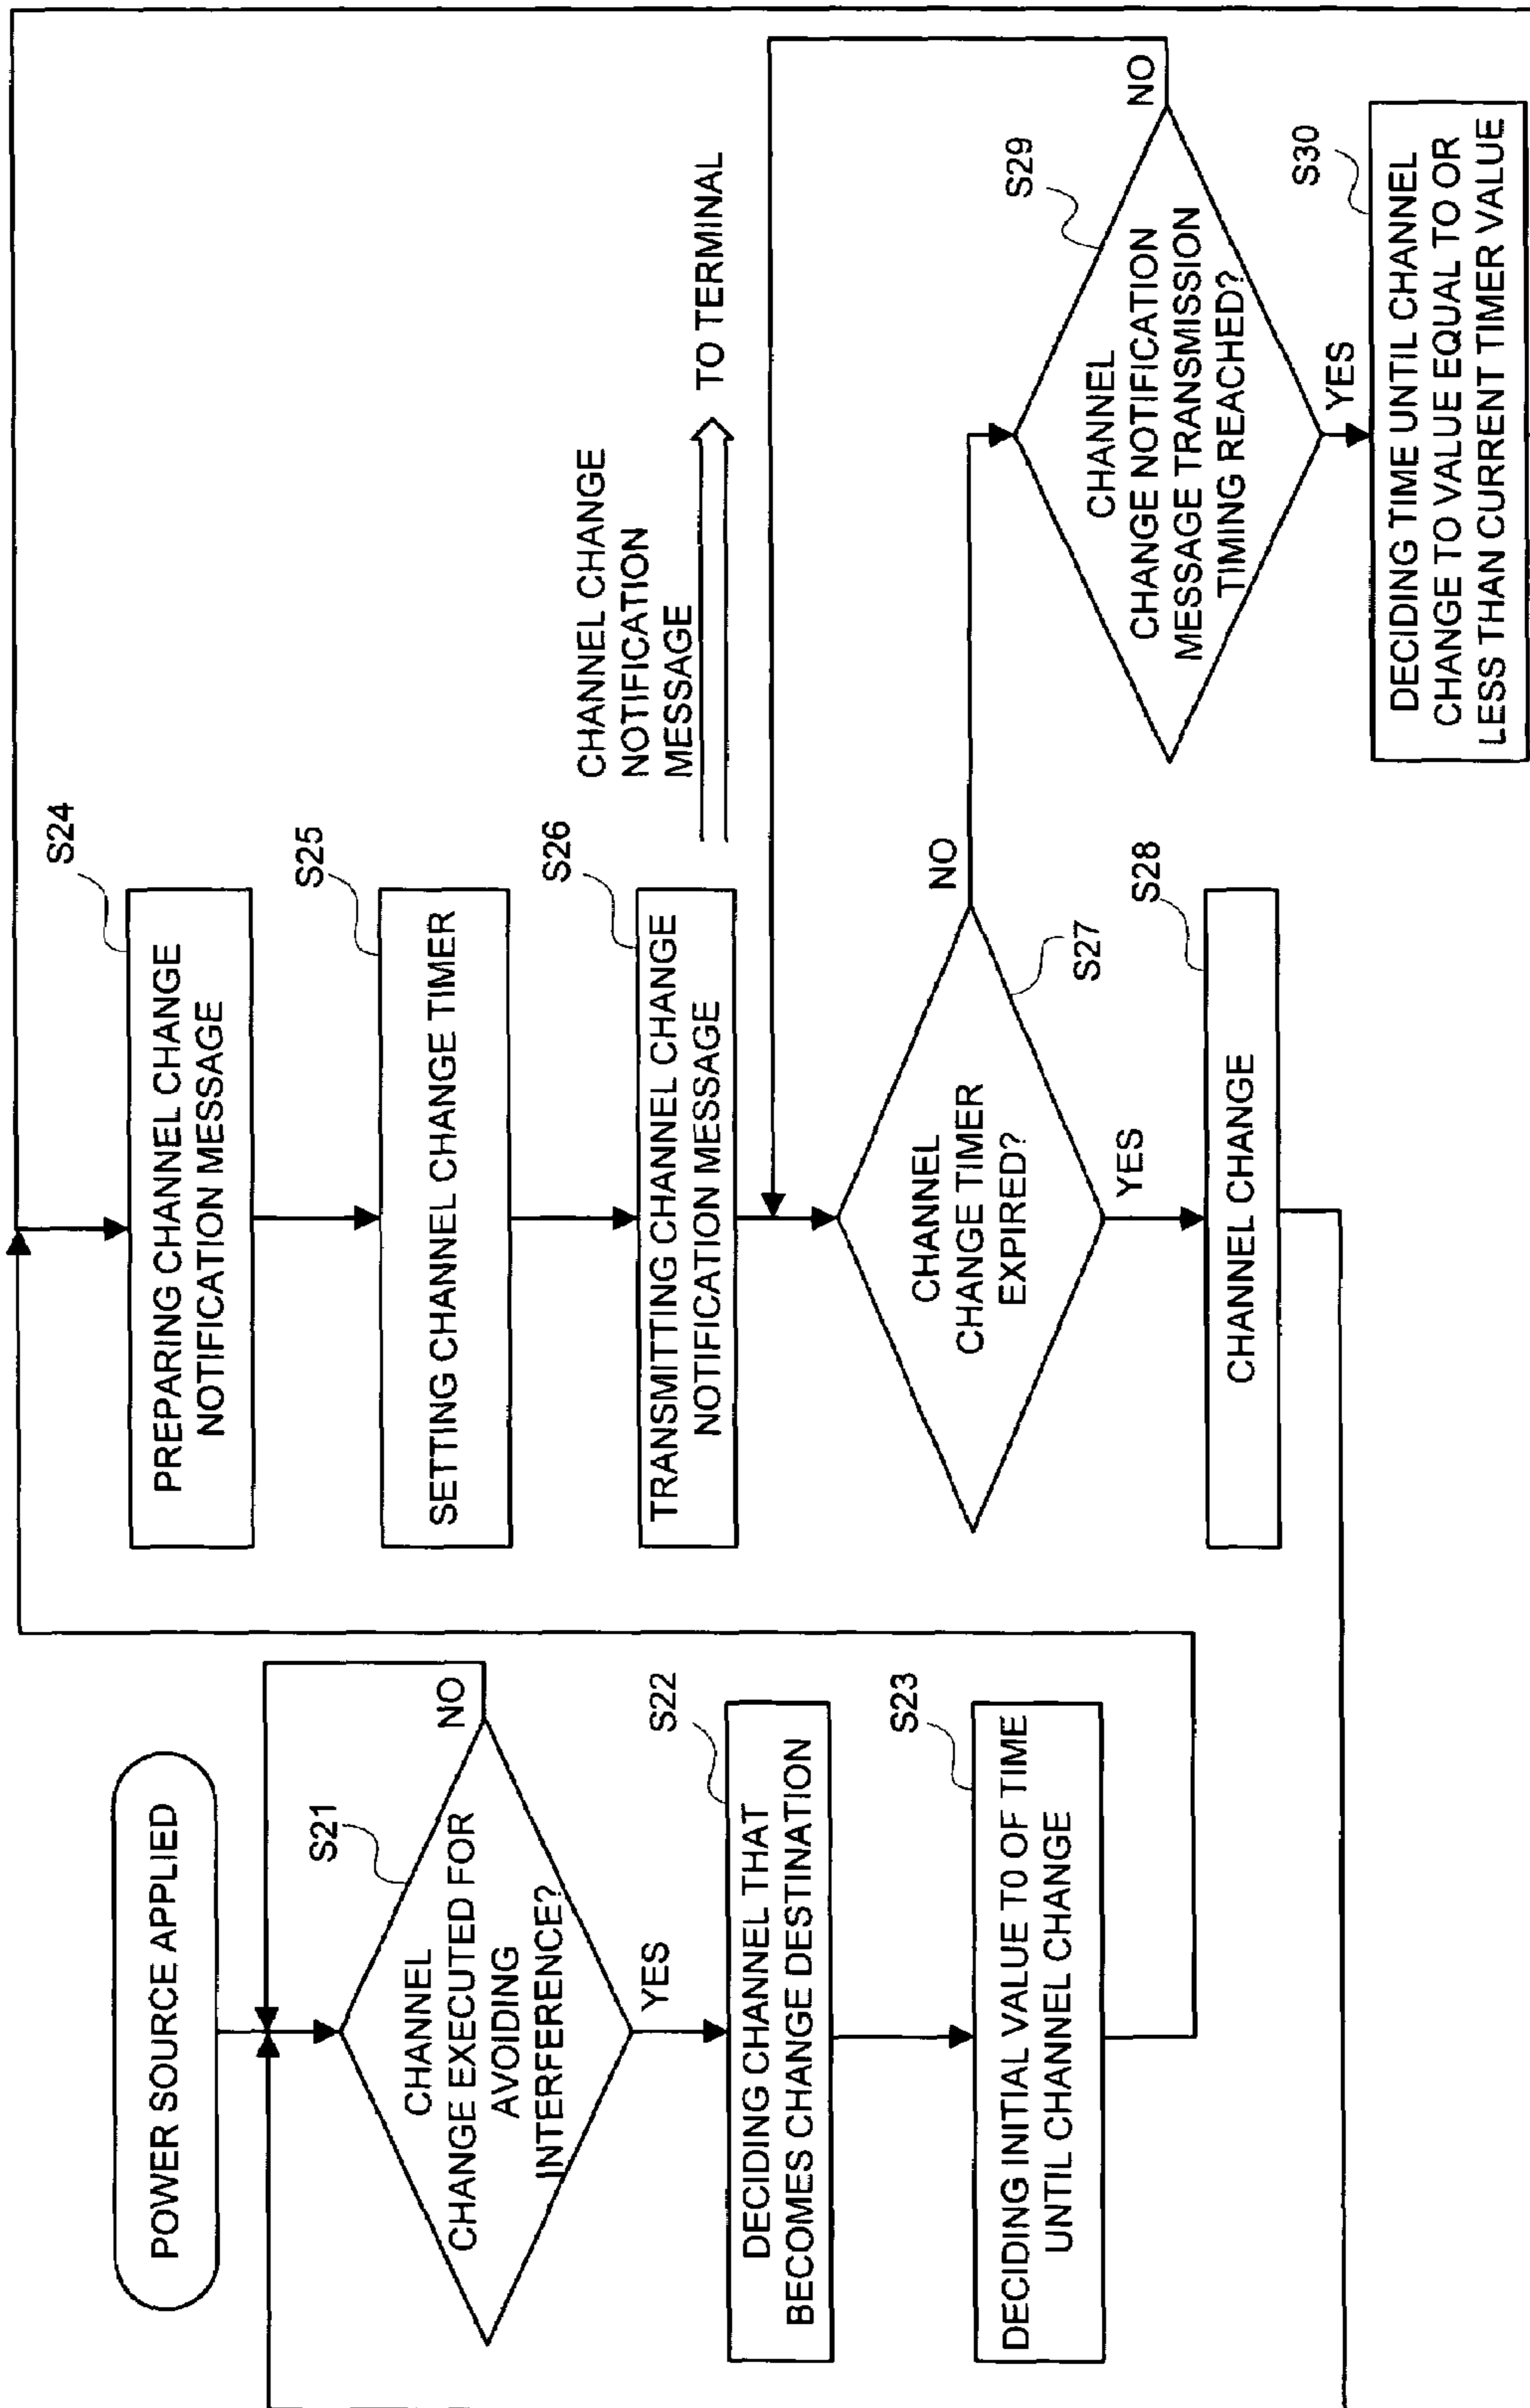 POWER SOURCE APPLIED
S21
CHANNEL
CHANGE EXECUTED FOR
AVOIDING
INTERFERENCE?
NO
YES
S22
DECIDING CHANNEL THAT
BECOMES CHANGE DESTINATION
S23
DECIDING INITIAL VALUE T0 OF TIME
UNTIL CHANNEL CHANGE
S24
PREPARING CHANNEL CHANGE
NOTIFICATION MESSAGE
S25
SETTING CHANNEL CHANGE TIMER
S26
TRANSMITTING CHANNEL CHANGE
NOTIFICATION MESSAGE
CHANNEL CHANGE
NOTIFICATION
MESSAGE
TO TERMINAL
CHANNEL
CHANGE TIMER
EXPIRED?
NO
S27
YES
S28
CHANNEL CHANGE
S29
CHANNEL
CHANGE NOTIFICATION
MESSAGE TRANSMISSION
TIMING REACHED?
NO
YES
S30
DECIDING TIME UNTIL CHANNEL
CHANGE TO VALUE EQUAL TO OR
LESS THAN CURRENT TIMER VALUE